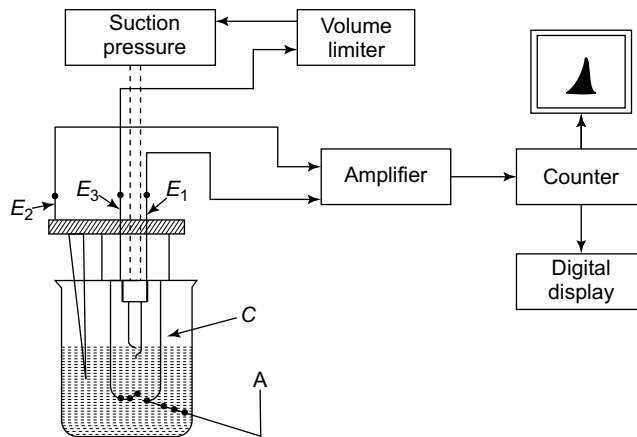 Suction
pressure
Volume
limiter
Amplifier
Counter
Digital
display
E2
E3
E1
C
A